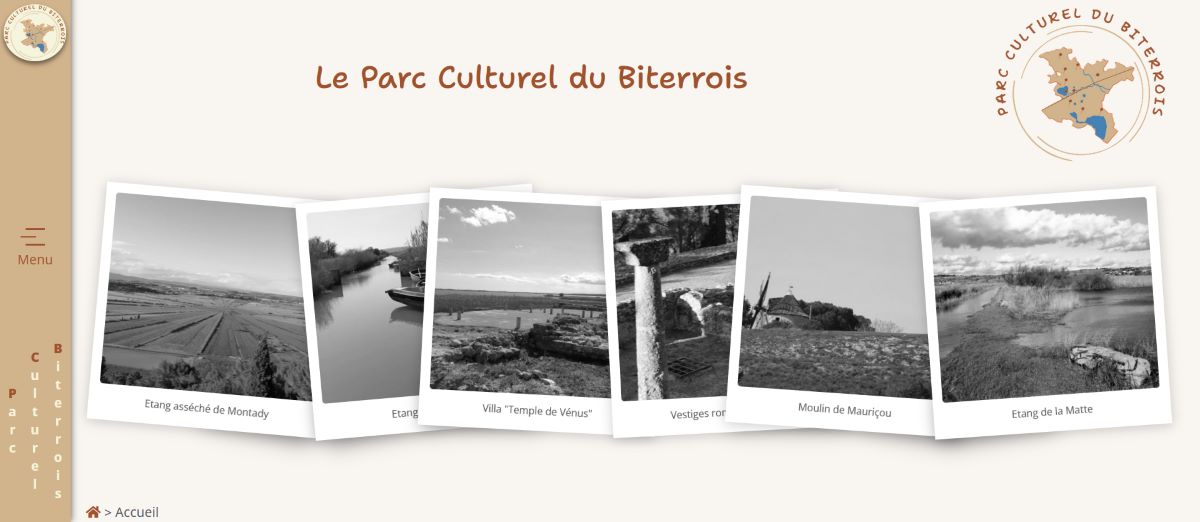 PARC CULTUREL DU BITERROIS
Menu
Parc
Culturel
Biterrois
Le Parc Culturel du Biterrois
PARC CULTUREL DU BITERROIS
Etang asséché de Montady
Etang
Villa "Temple de Vénus"
Vestiges
Moulin de Mauriçou
Etang de la Matte
> Accueil